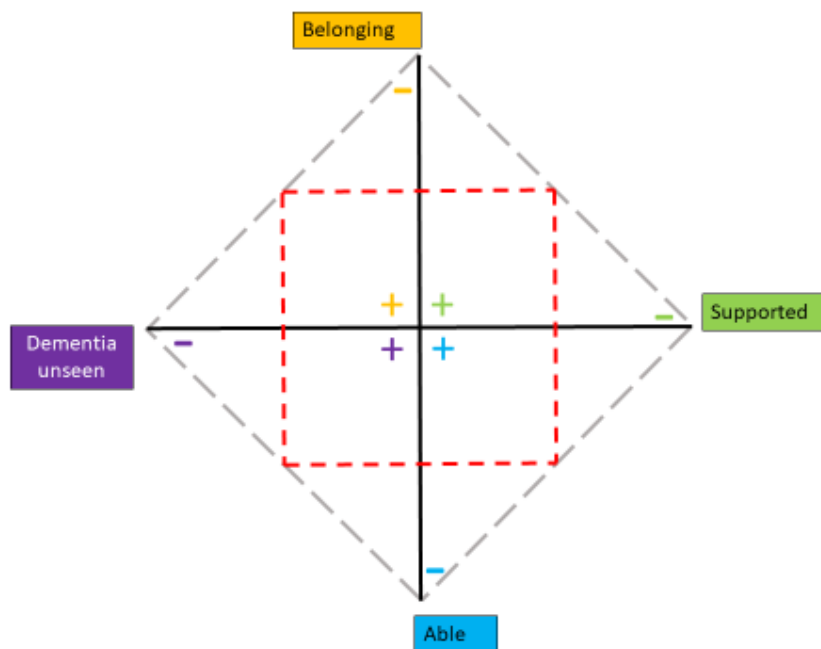 Belonging
-
+ +
-
Supported
Dementia
unseen
-
+ +
-
Able